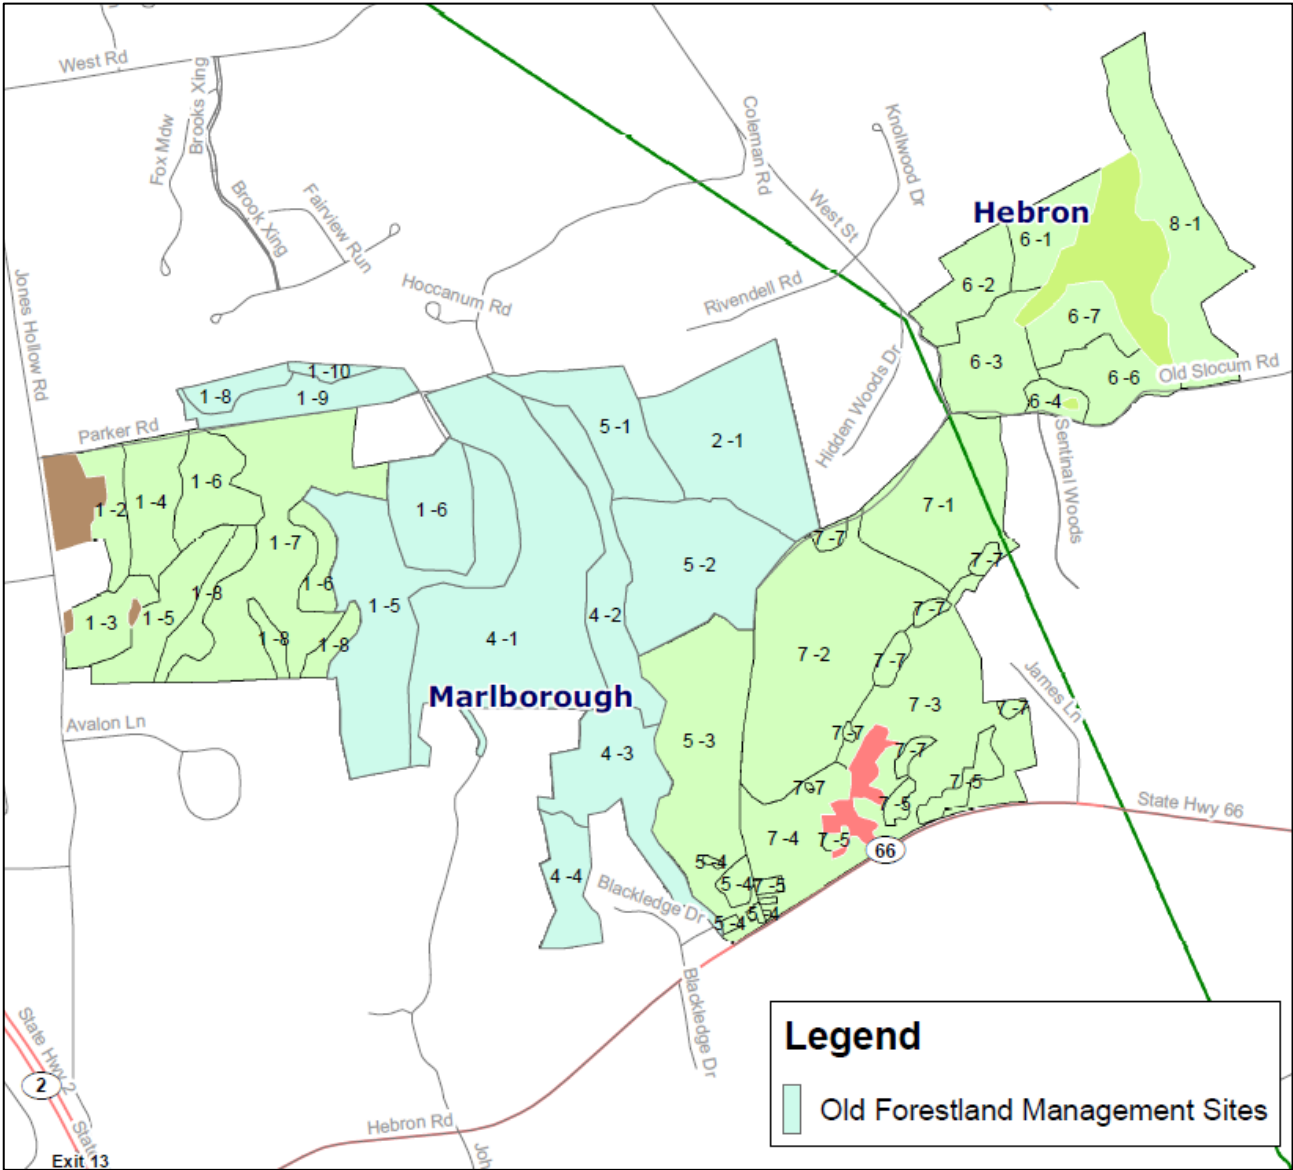 West Rd
Fox Mdw
Brooks Xing
Brook Xing
Fairview Run
Coleman Rd
Knollwood Dr
West St
Hebron
6 -1
8 -1
6 -2
6 -7
6 -3
6 -6
6 -4
Old Slocum Rd
Sentinal Woods
Jones Hollow Rd
Hoccanum Rd
Rivendell Rd
Hidden Woods Dr
Parker Rd
1 -8
1 -10
1 -9
5 -1
2 -1
1 -2
1 -4
1 -6
1 -7
1 -6
1 -6
5 -2
7 -1
7 -7
7 -7
7 -7
1 -3
1 -5
1 -8
1 -8
1 -8
1 -5
4 -1
4 -2
7 -2
7 -7
7 -3
7 -7
James Ln
Marlborough
Avalon Ln
4 -3
5 -3
7 -7
7 -7
7 -7
7 -5
7 -5
7 -4
7 -5
66
State Hwy 66
4 -4
5 -4
5 -4
7 -5
5 -4
5 -4
Blackledge Dr
Blackledge Dr
State Hwy 2
2
State
Exit 13
Hebron Rd
Joh
Legend
Old Forestland Management Sites